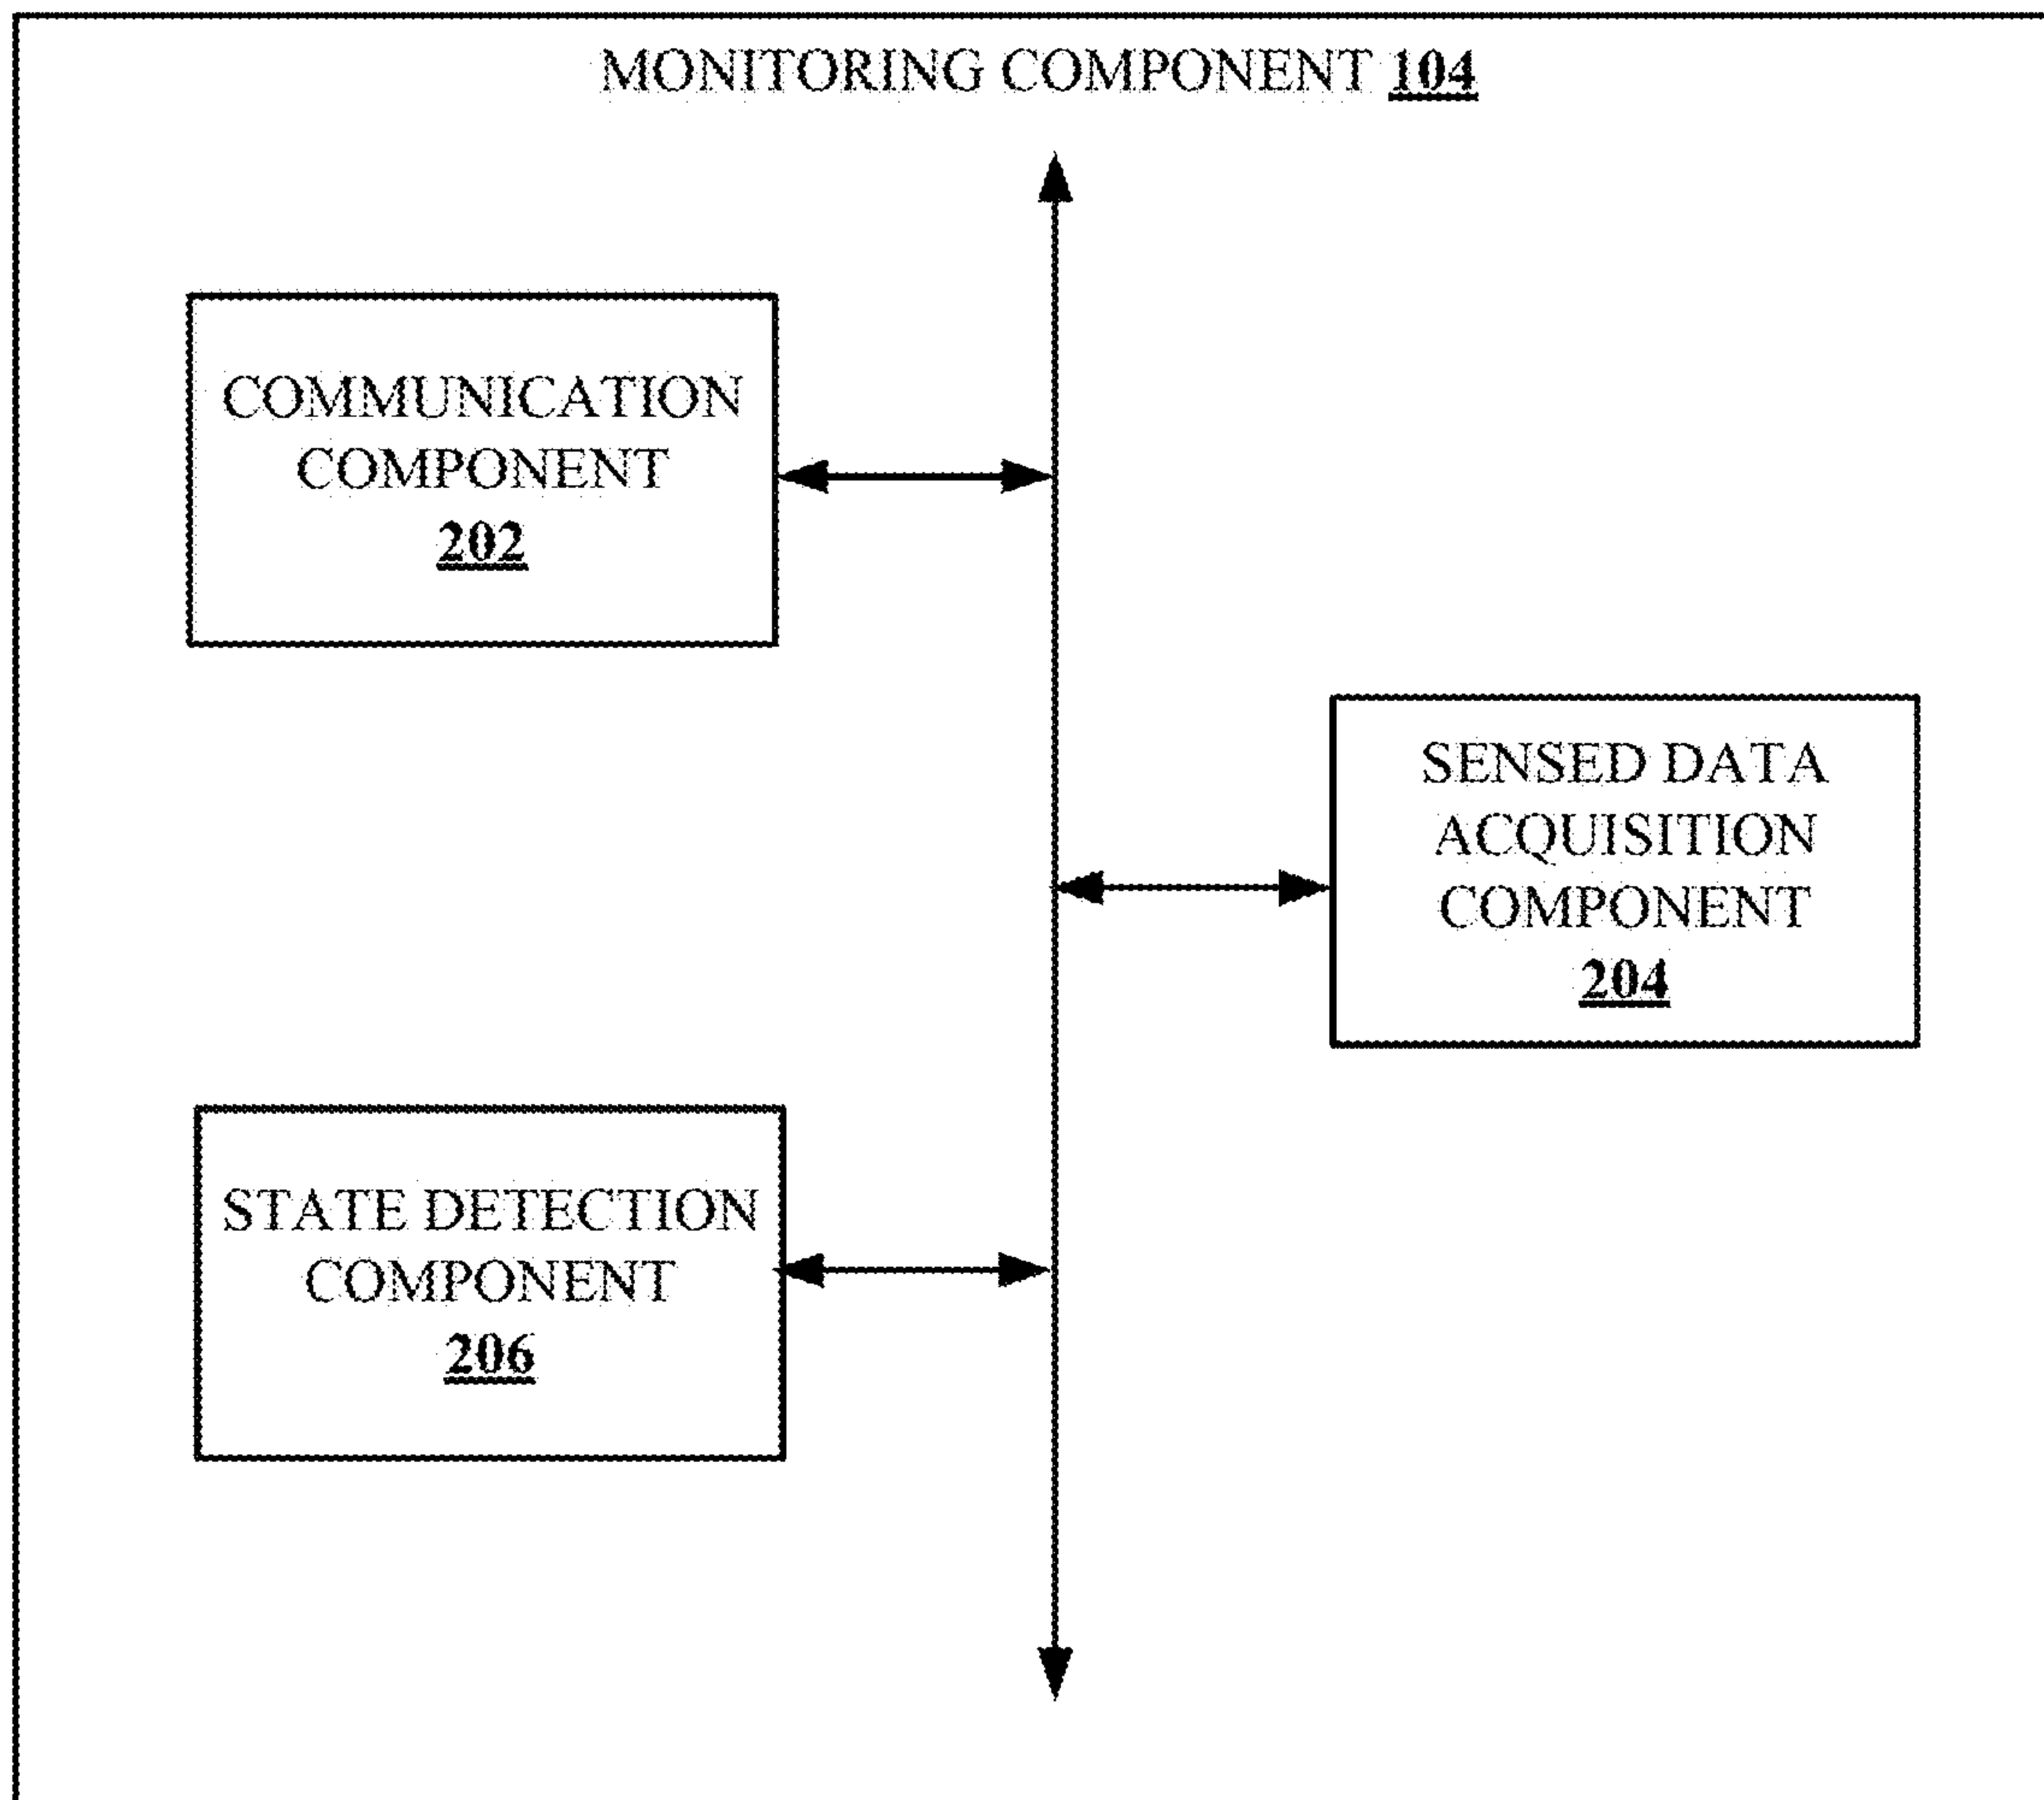 MONITORING COMPONENT 104
COMMUNICATION
COMPONENT
202
SENSED DATA
ACQUISITION
COMPONENT
204
STATE DETECTION
COMPONENT
206